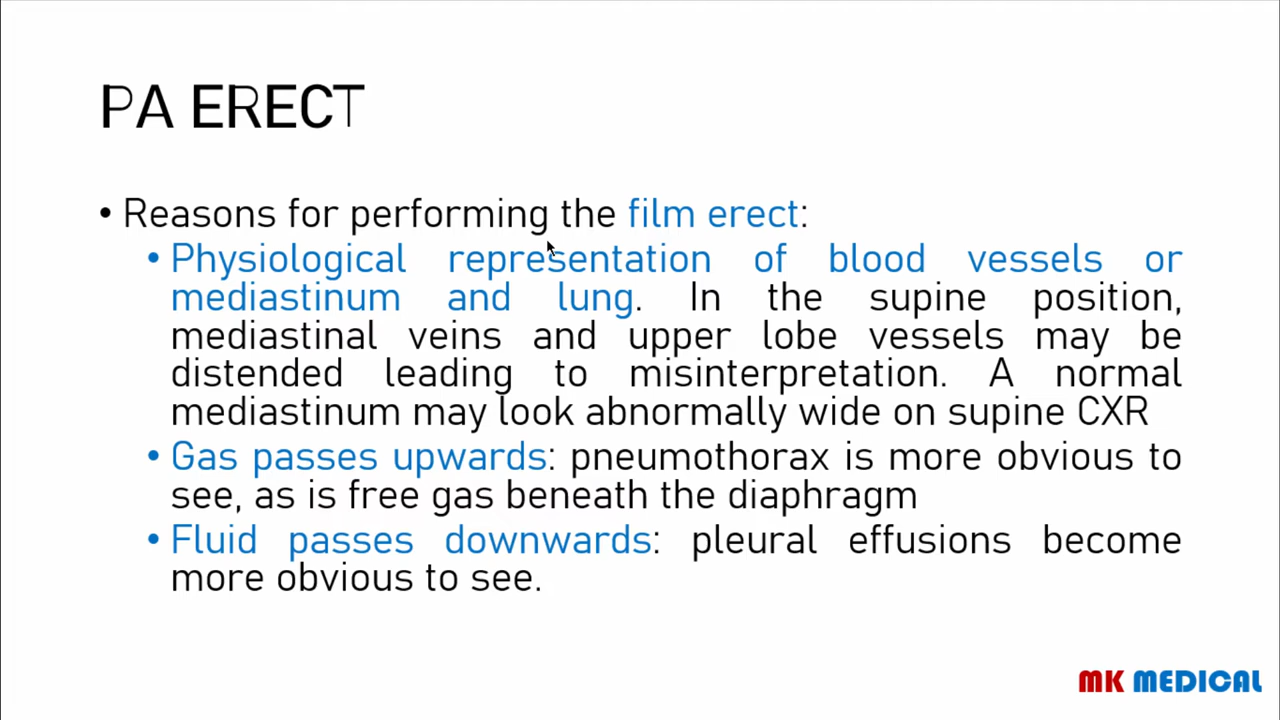 PA ERECT
• Reasons for performing the film erect:
• Physiological representation of blood vessels or
mediastinum and lung. In the supine position,
mediastinal veins and upper lobe vessels may be
distended leading to misinterpretation. A normal
mediastinum may look abnormally wide on supine CXR
• Gas passes upwards: pneumothorax is more obvious to
see, as is free gas beneath the diaphragm
• Fluid passes downwards: pleural effusions become
more obvious to see.
MK MEDICAL